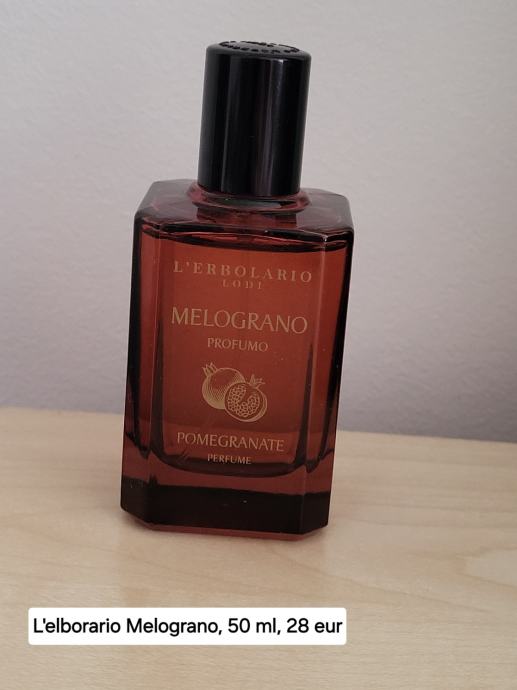 L'ERBOLARIO
LODI
MELOGRANO
PROFUMO
POMEGRANATE
PERFUME
L'elborario Melograno, 50 ml, 28 eur